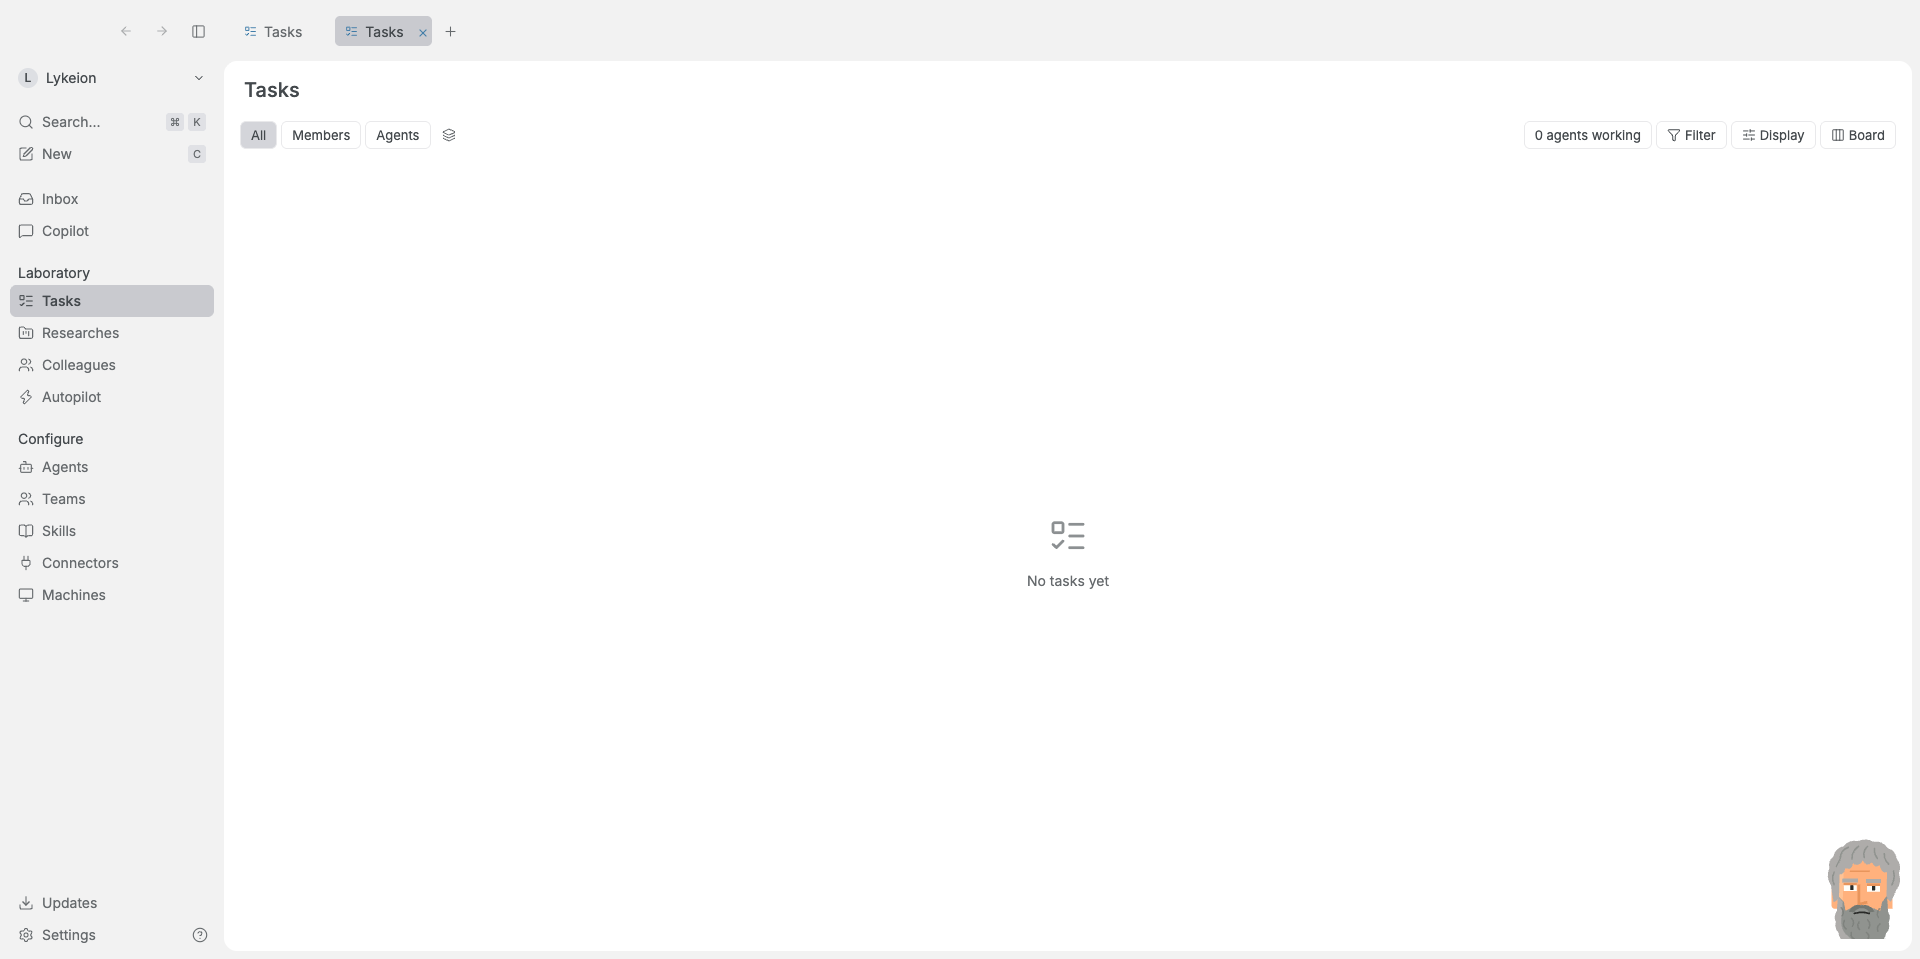 Tasks
Tasks
L Lykeion
Search... ⌘ K
New C
Inbox
Copilot
Laboratory
Tasks
Researches
Colleagues
Autopilot
Configure
Agents
Teams
Skills
Connectors
Machines
Updates
Settings
Tasks
All
Members
Agents
0 agents working
Filter
Display
Board
No tasks yet